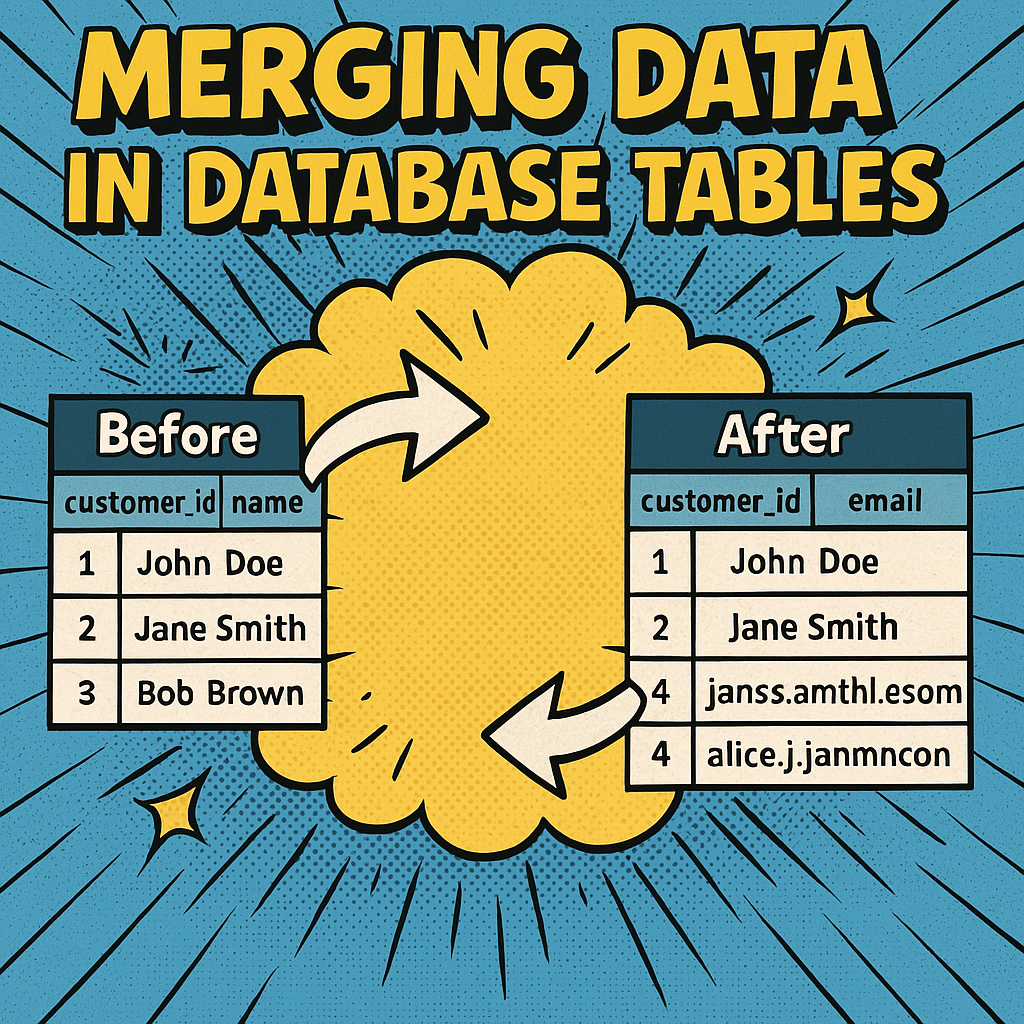 MERGING DATA
IN DATABASE TABLES
Before
customer_id name
1 John Doe
2 Jane Smith
3 Bob Brown
After
customer_id email
1 John Doe
2 Jane Smith
4 janss.amthl.esom
4 alice.j.janmncon